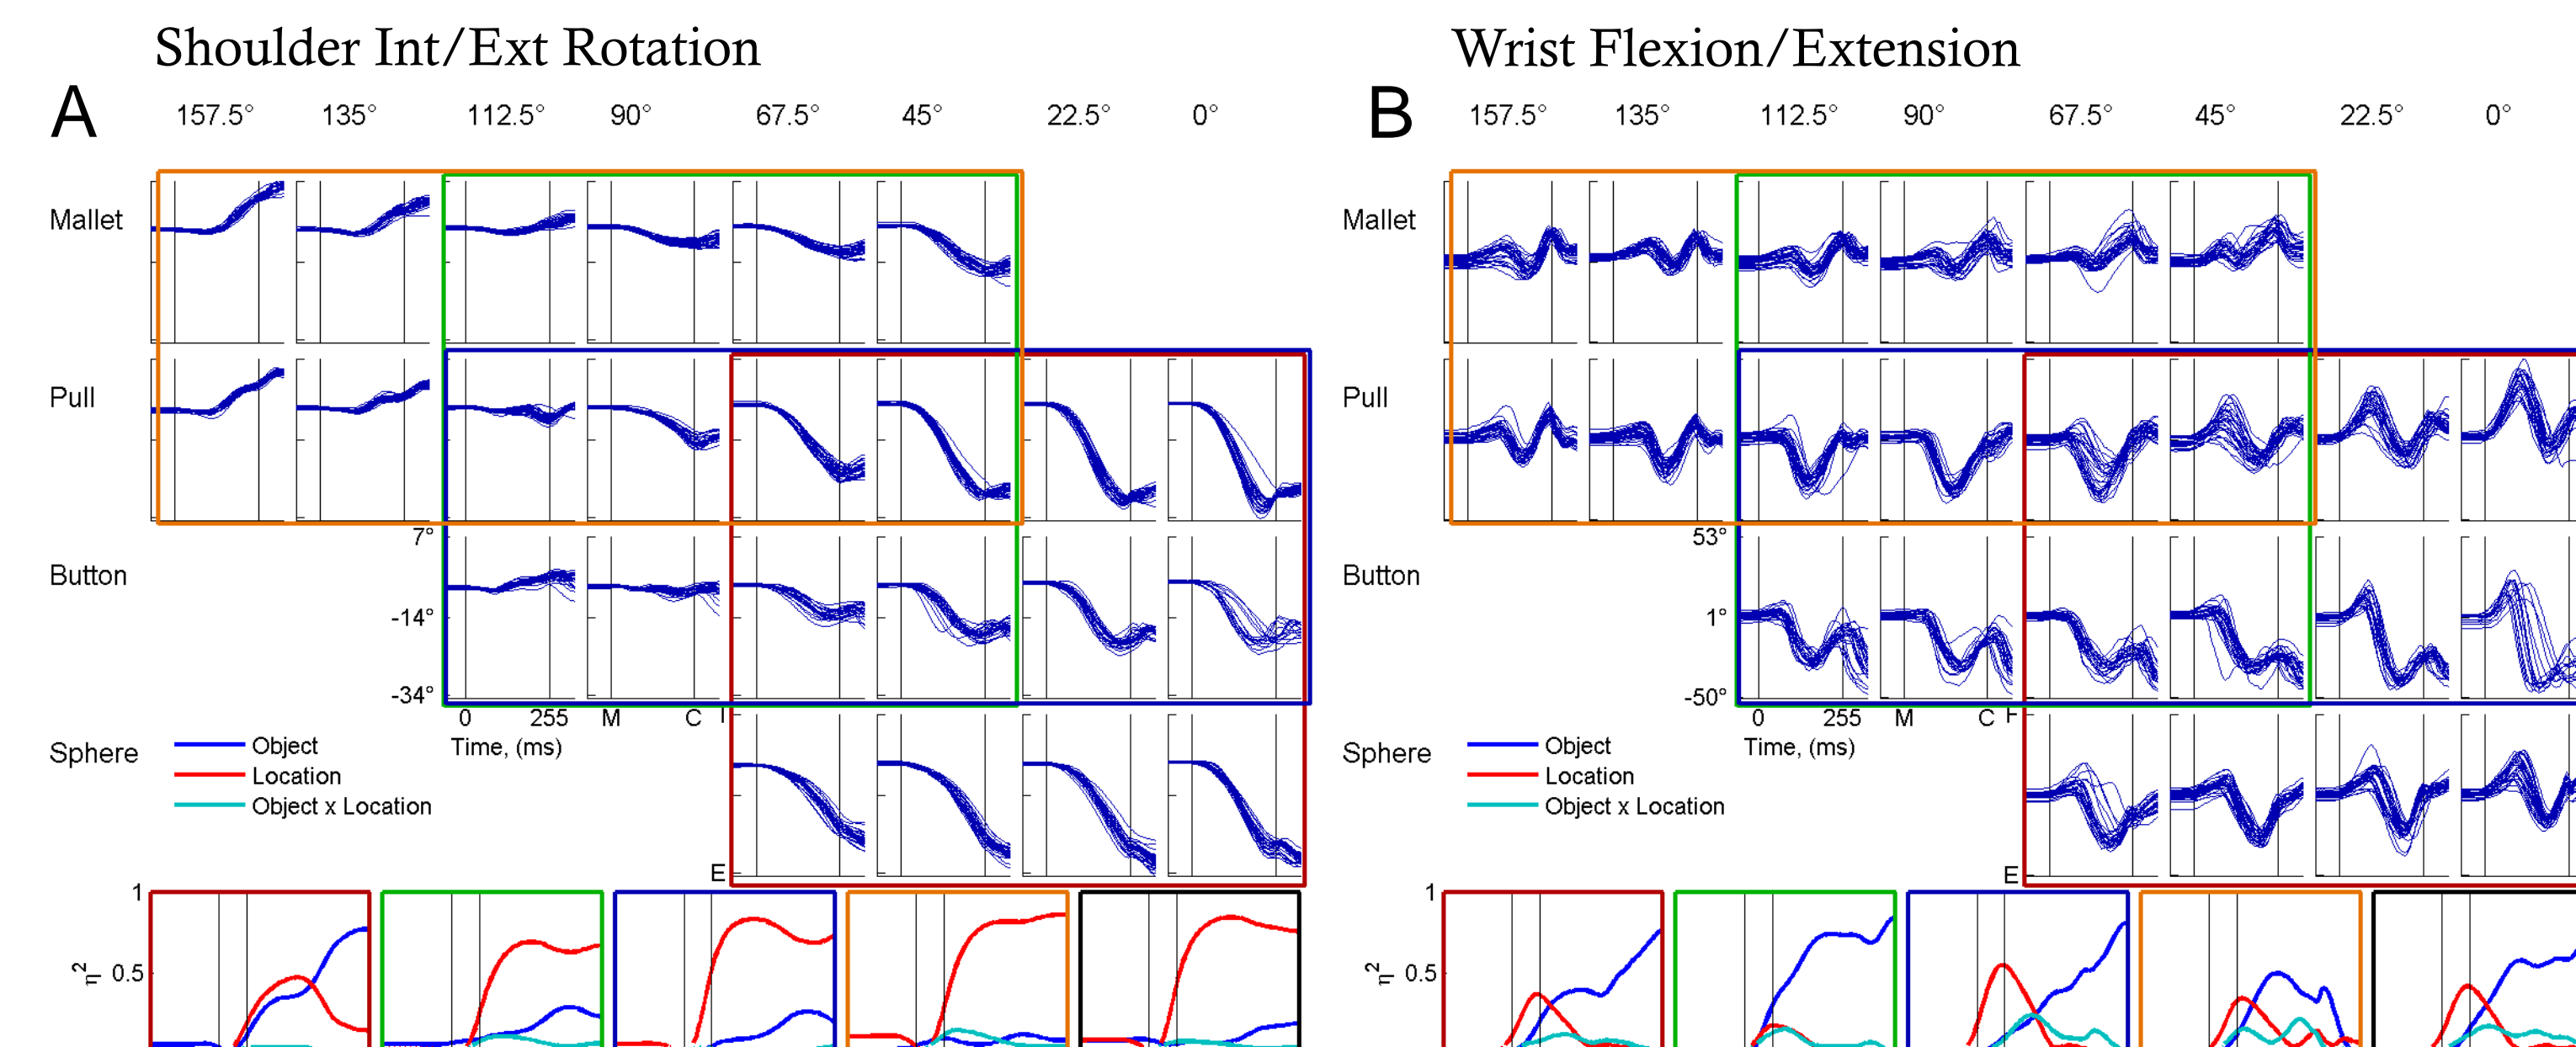 Shoulder Int/Ext Rotation
A
157.5° 135° 112.5° 90° 67.5° 45° 22.5° 0°
Mallet
Pull
7°
Button
-14°
-34°
0 255 M C I
Time, (ms)
Sphere
Object
Location
Object x Location
E
1
η² 0.5
Wrist Flexion/Extension
B
157.5° 135° 112.5° 90° 67.5° 45° 22.5° 0°
Mallet
Pull
53°
Button
1°
-50°
0 255 M C F
Time, (ms)
Sphere
Object
Location
Object x Location
E
1
η² 0.5